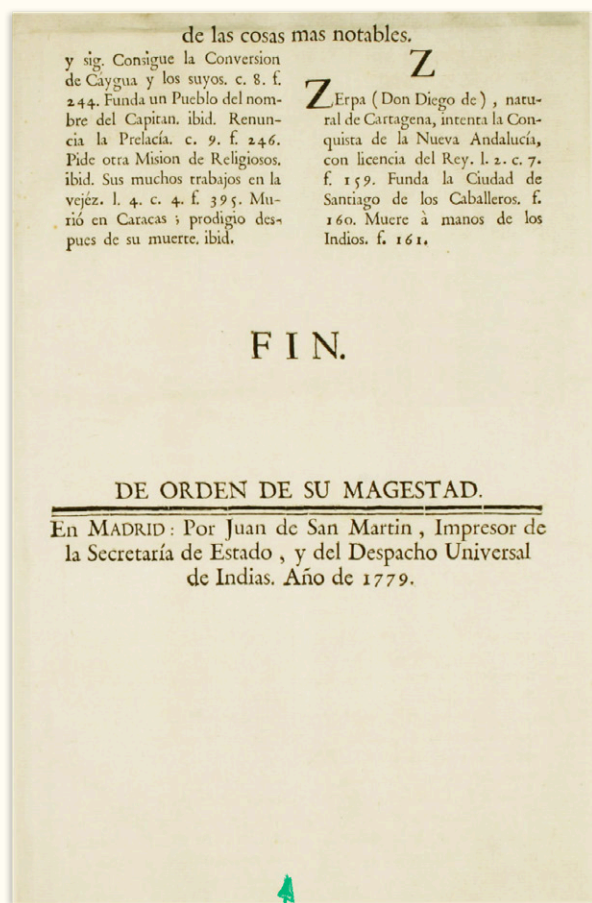 de las cosas mas notables.
y sig. Consigue la Conversion
de Caygua y los suyos. c. 8. f.
244. Funda un Pueblo del nom-
bre del Capitan. ibid. Renun-
cia la Prelacía. c. 9. f. 246.
Pide otra Mision de Religiosos.
ibid. Sus muchos trabajos en la
vejéz. l. 4. c. 4. f. 395. Mu-
rió en Caracas ; prodigio des-
pues de su muerte. ibid.
Z
ZErpa ( Don Diego de ) , natu-
ral de Cartagena, intenta la Con-
quista de la Nueva Andalucía,
con licencia del Rey. l. 2. c. 7.
f. 159. Funda la Ciudad de
Santiago de los Caballeros. f.
160. Muere à manos de los
Indios. f. 161.
FIN.
DE ORDEN DE SU MAGESTAD.
En MADRID : Por Juan de San Martin , Impresor de
la Secretaría de Estado , y del Despacho Universal
de Indias. Año de 1779.